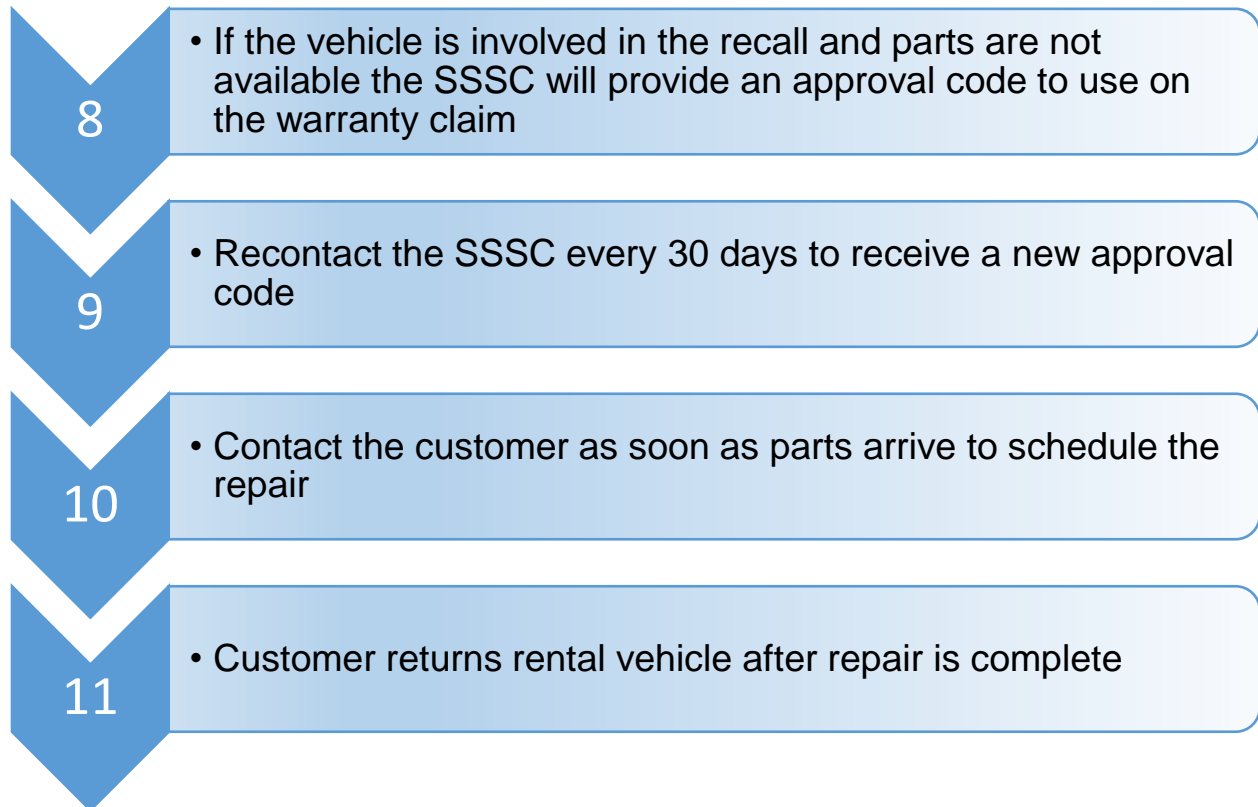 8
• If the vehicle is involved in the recall and parts are not
available the SSSC will provide an approval code to use on
the warranty claim
9
• Recontact the SSSC every 30 days to receive a new approval
code
10
• Contact the customer as soon as parts arrive to schedule the
repair
11
• Customer returns rental vehicle after repair is complete